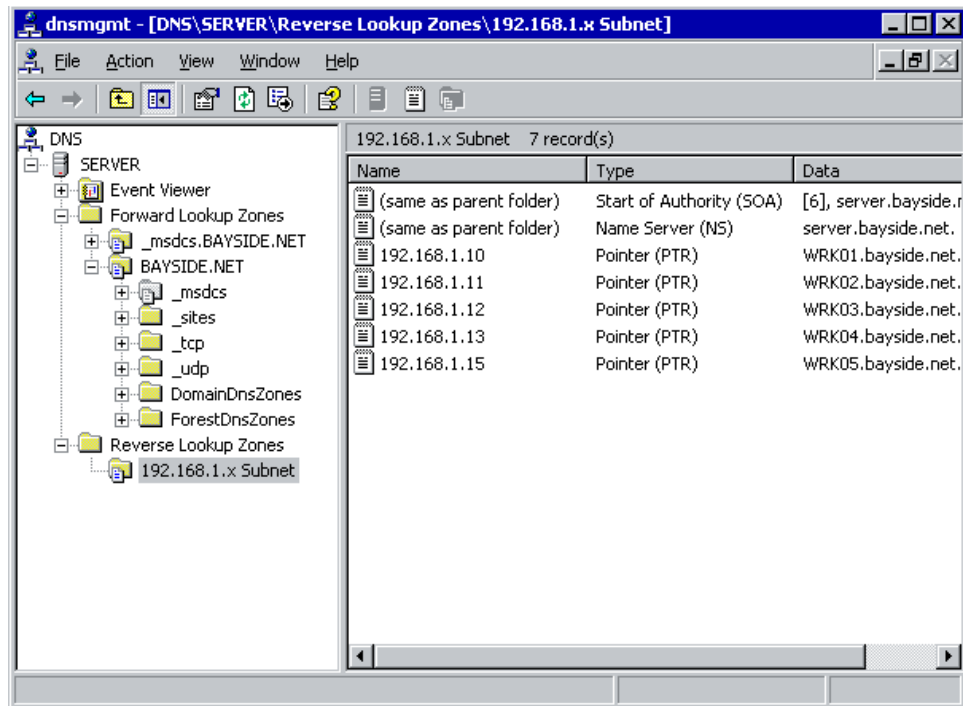 dnsmgmt - [DNS\SERVER\Reverse Lookup Zones\192.168.1.x Subnet]
File Action View Window Help
DNS
SERVER
Event Viewer
Forward Lookup Zones
_msdcs.BAYSIDE.NET
BAYSIDE.NET
_msdcs
_sites
_tcp
_udp
DomainDnsZones
ForestDnsZones
Reverse Lookup Zones
192.168.1.x Subnet
192.168.1.x Subnet 7 record(s)
Name Type Data
(same as parent folder) Start of Authority (SOA) [6], server.bayside.r
(same as parent folder) Name Server (NS) server.bayside.net.
192.168.1.10 Pointer (PTR) WRK01.bayside.net.
192.168.1.11 Pointer (PTR) WRK02.bayside.net.
192.168.1.12 Pointer (PTR) WRK03.bayside.net.
192.168.1.13 Pointer (PTR) WRK04.bayside.net.
192.168.1.15 Pointer (PTR) WRK05.bayside.net.